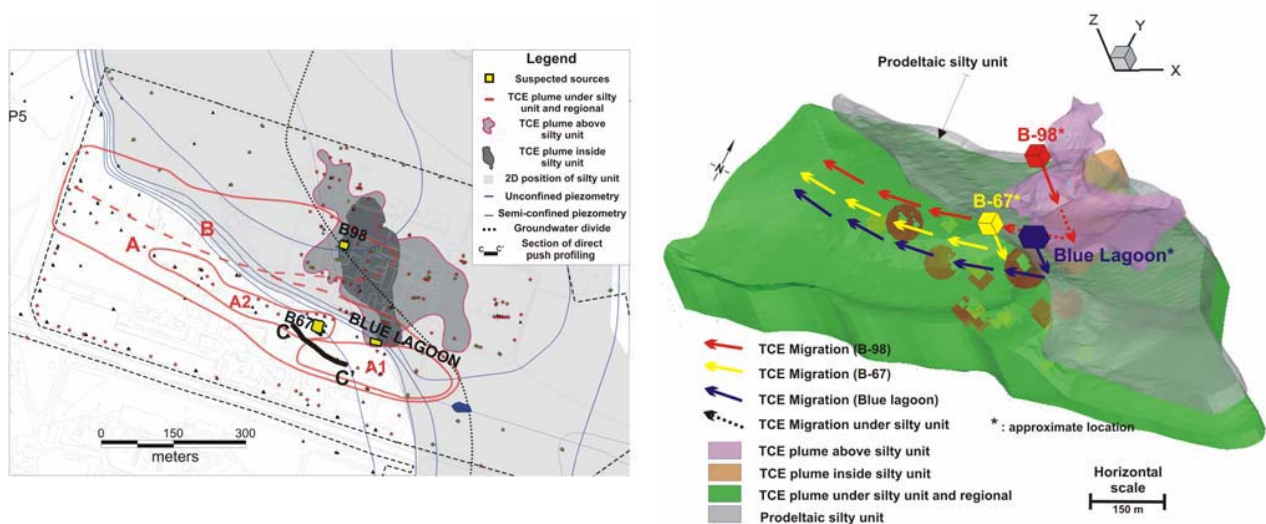 P5
Legend
Suspected sources
TCE plume under silty
unit and regional
TCE plume above
silty unit
TCE plume inside
silty unit
2D position of silty unit
Unconfined piezometry
Semi-confined piezometry
Groundwater divide
C C'
Section of direct
push profiling
B98
B
A
A2
B67
BLUE LAGOON
C
C'
A1
0 150 300
meters
Z
Y
X
Prodeltaic silty unit
-N-
B-98*
B-67*
Blue Lagoon*
TCE Migration (B-98)
TCE Migration (B-67)
TCE Migration (Blue lagoon)
TCE Migration under silty unit
* : approximate location
TCE plume above silty unit
TCE plume inside silty unit
TCE plume under silty unit and regional
Prodeltaic silty unit
Horizontal
scale
150 m